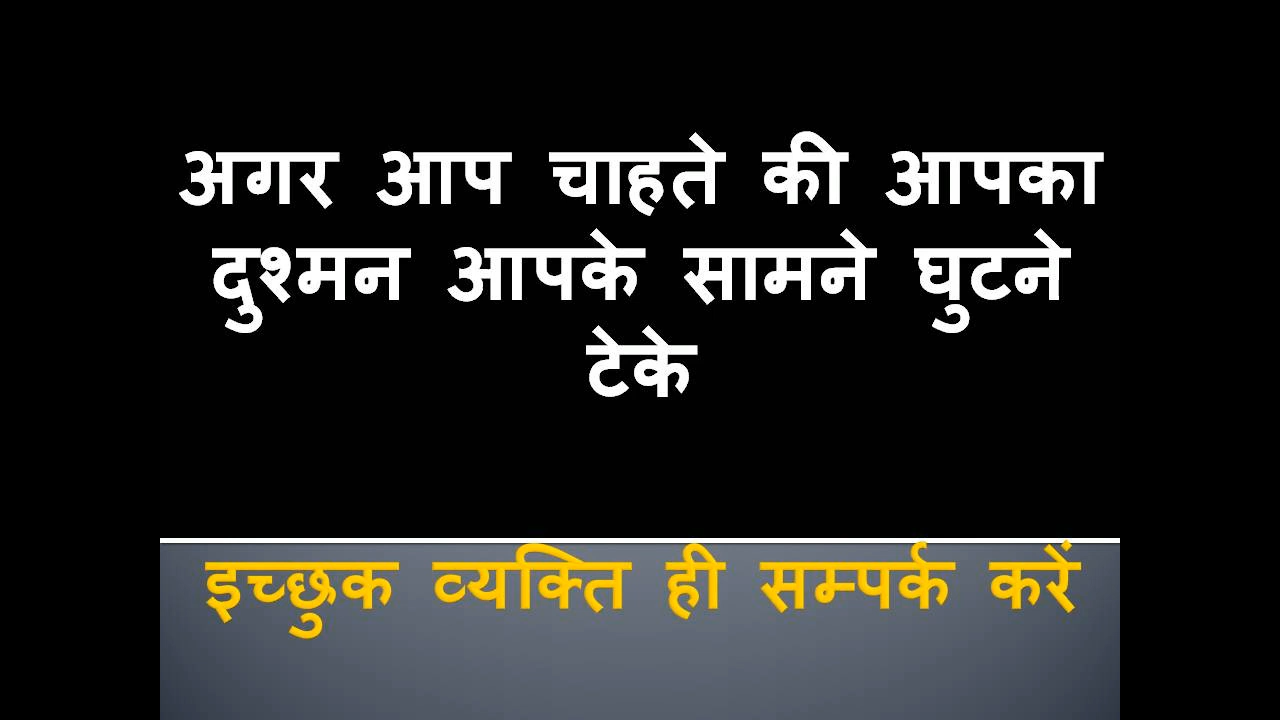 अगर आप चाहते की आपका
दुश्मन आपके सामने घुटने
टेके
इच्छुक व्यक्ति ही सम्पर्क करें